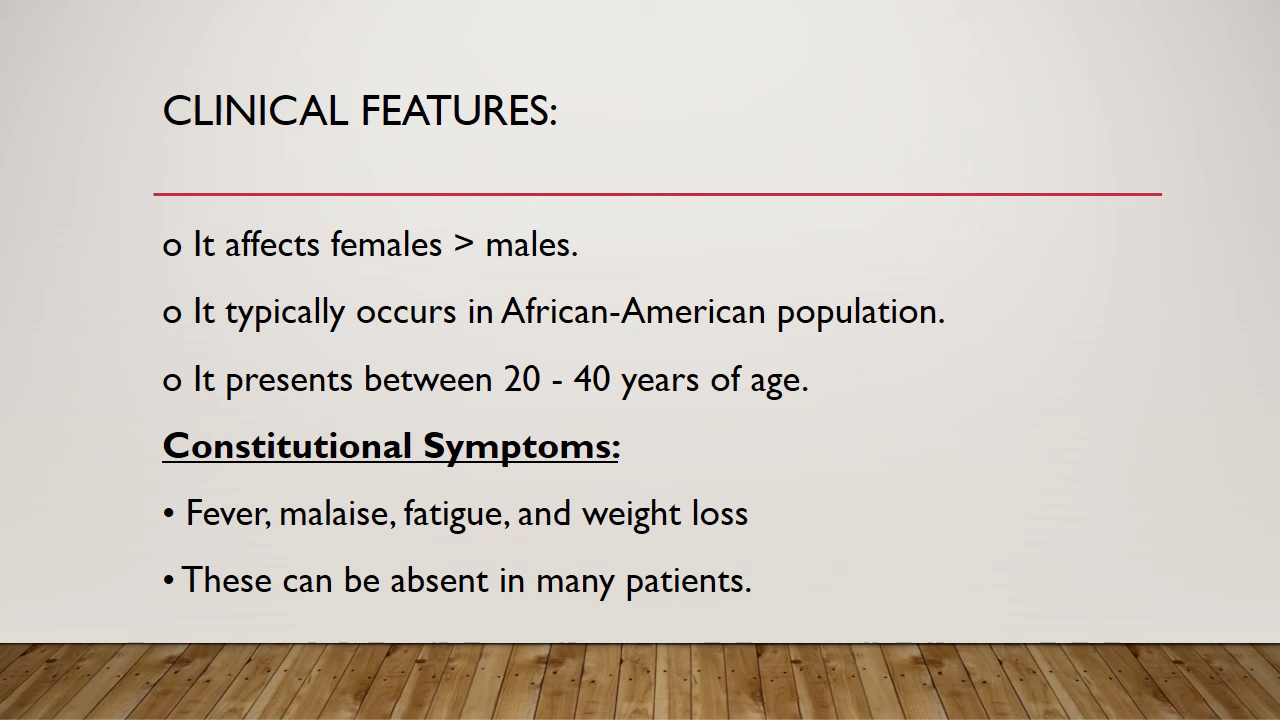 CLINICAL FEATURES:
o It affects females > males.
o It typically occurs in African-American population.
o It presents between 20 - 40 years of age.
Constitutional Symptoms:
• Fever, malaise, fatigue, and weight loss
• These can be absent in many patients.